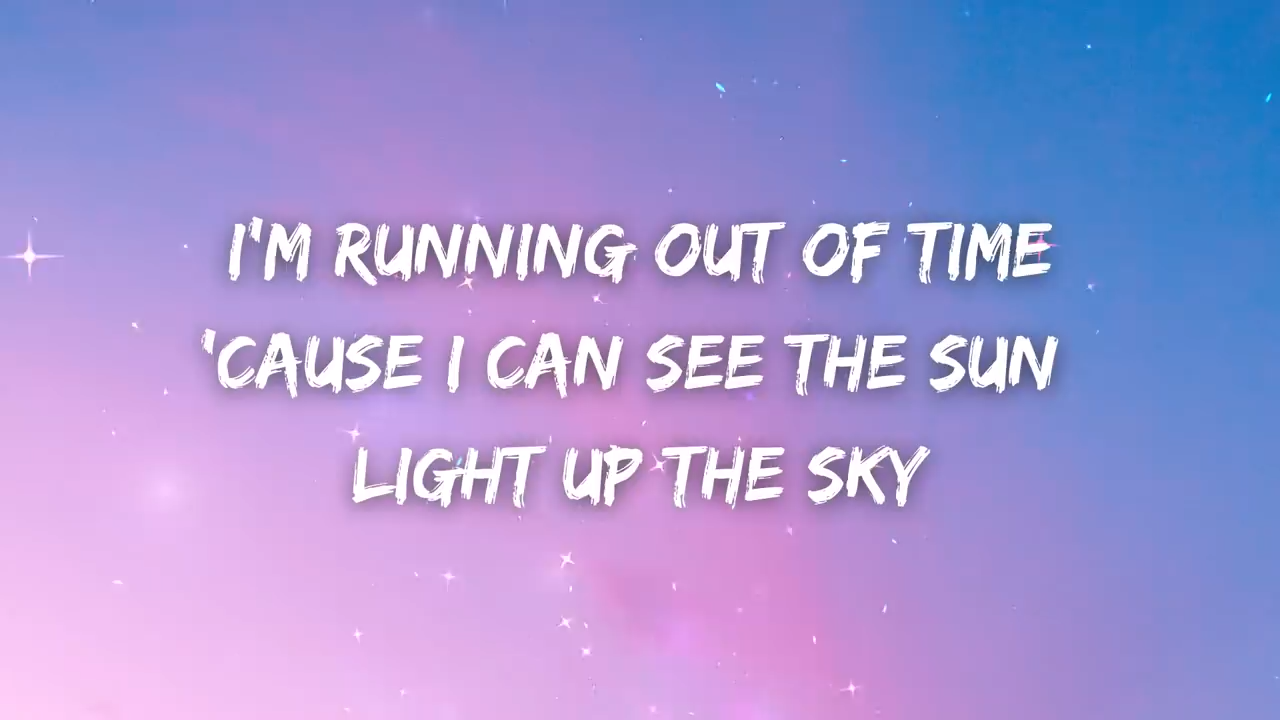 I'M RUNNING OUT OF TIME
'CAUSE I CAN SEE THE SUN
LIGHT UP THE SKY